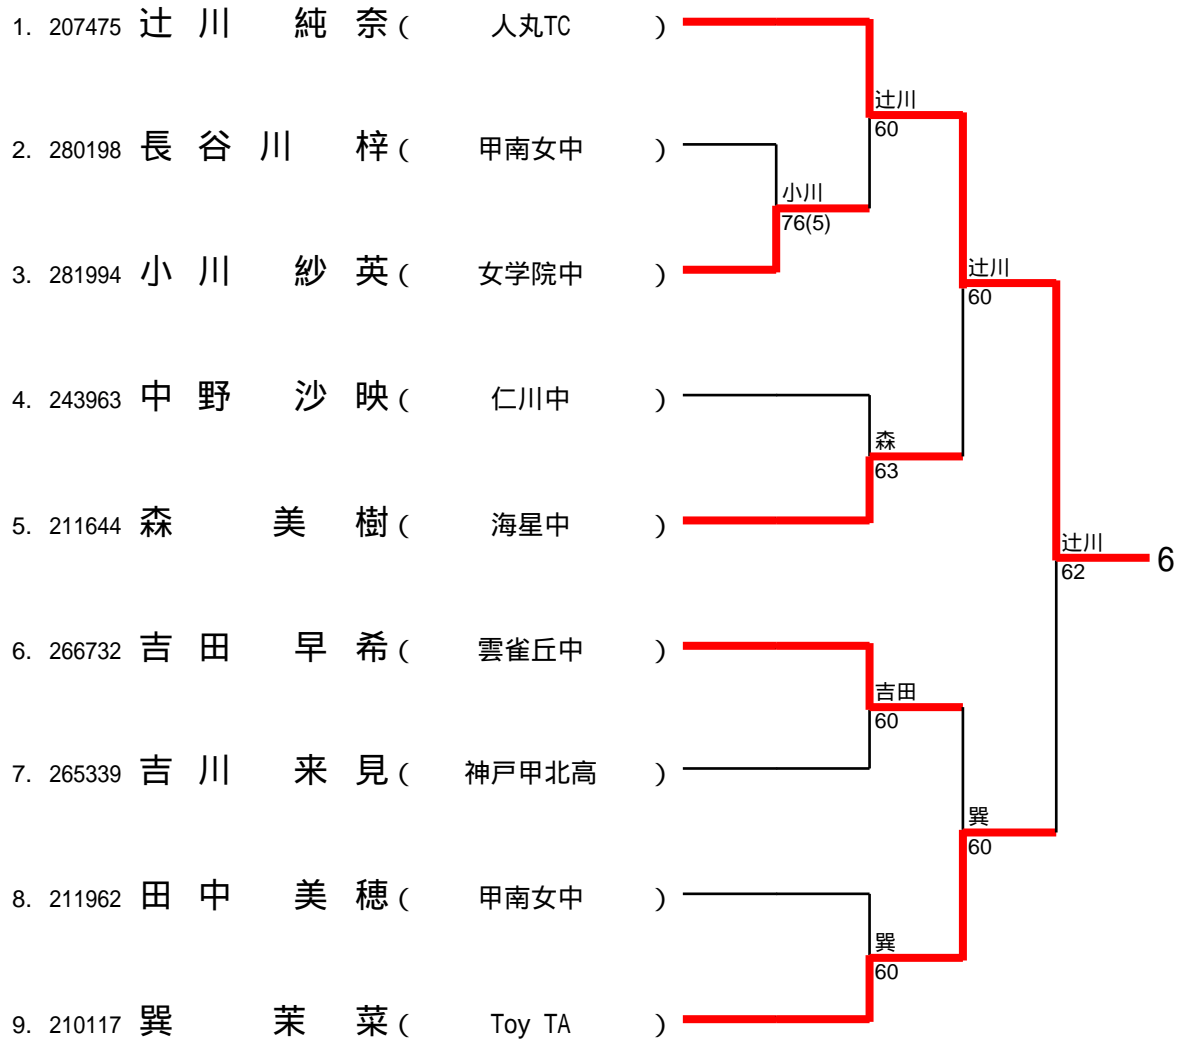 1. 207475 辻川 純奈 ( 人丸TC )
辻川
60
2. 280198 長谷川 梓 ( 甲南女中 )
小川
76(5)
3. 281994 小川 紗英 ( 女学院中 )
辻川
60
4. 243963 中野 沙映 ( 仁川中 )
森
63
5. 211644 森 美樹 ( 海星中 )
辻川
62
6
6. 266732 吉田 早希 ( 雲雀丘中 )
吉田
60
7. 265339 吉川 来見 ( 神戸甲北高 )
巽
60
8. 211962 田中 美穂 ( 甲南女中 )
巽
60
9. 210117 巽 茉菜 ( Toy TA )